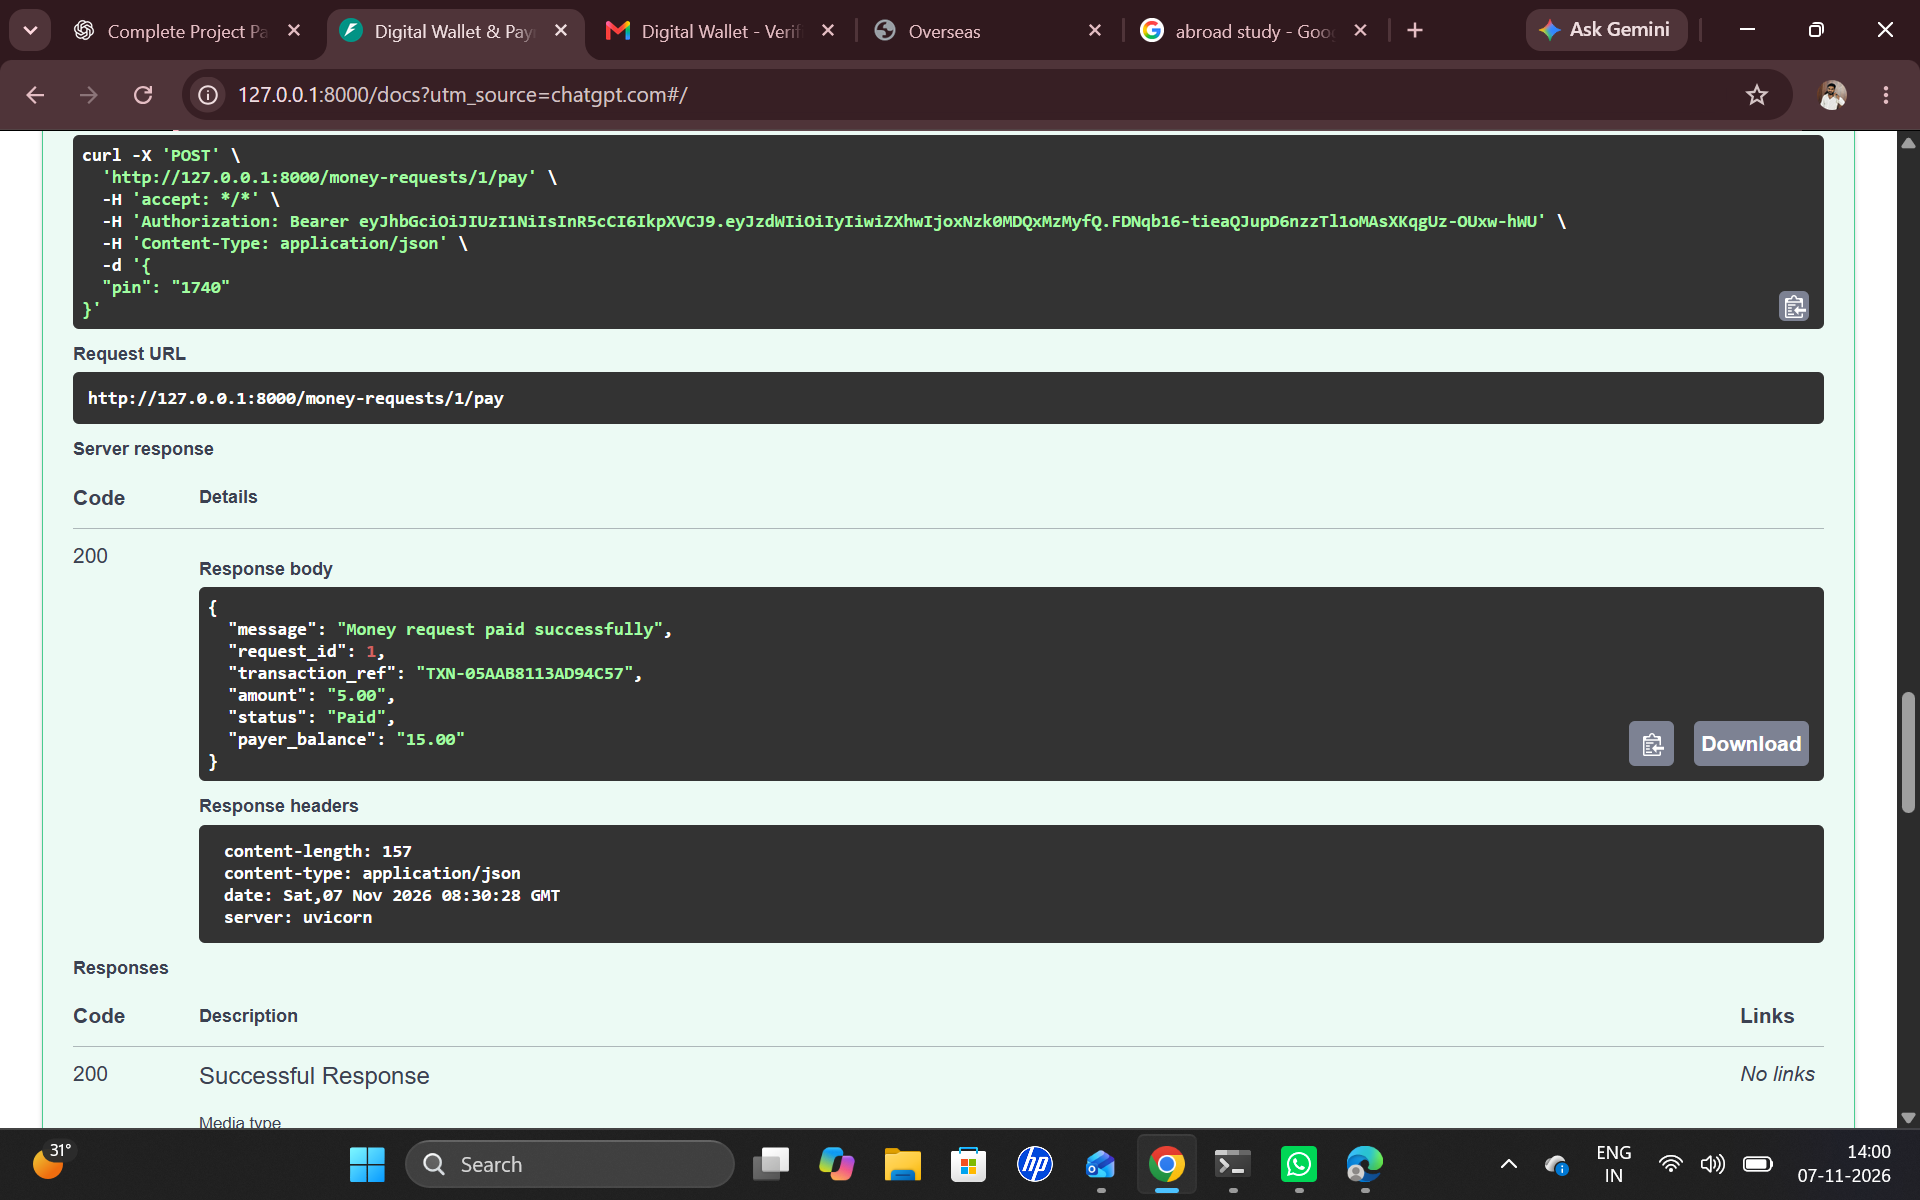 Complete Project Pa
Digital Wallet & Pay
Digital Wallet - Verif
Overseas
abroad study - Goo
Ask Gemini
127.0.0.1:8000/docs?utm_source=chatgpt.com#/
curl -X 'POST' \
'http://127.0.0.1:8000/money-requests/1/pay' \
-H 'accept: */*' \
-H 'Authorization: Bearer eyJhbGciOiJIUzI1NiIsInR5cCI6IkpXVCJ9.eyJzdWIiOiIyIiwiZXhwIjoxNzk0MDQxMzMyfQ.FDNqb16-tieaQJupD6nzzTl1oMAsXKqgUz-OUxw-hWU' \
-H 'Content-Type: application/json' \
-d '{
"pin": "1740"
}'
Request URL
http://127.0.0.1:8000/money-requests/1/pay
Server response
Code Details
200
Response body
{
"message": "Money request paid successfully",
"request_id": 1,
"transaction_ref": "TXN-05AAB8113AD94C57",
"amount": "5.00",
"status": "Paid",
"payer_balance": "15.00"
}
Download
Response headers
content-length: 157
content-type: application/json
date: Sat,07 Nov 2026 08:30:28 GMT
server: uvicorn
Responses
Code Description Links
200 Successful Response No links
Media type
31°
Search
hp
ENG
IN
14:00
07-11-2026